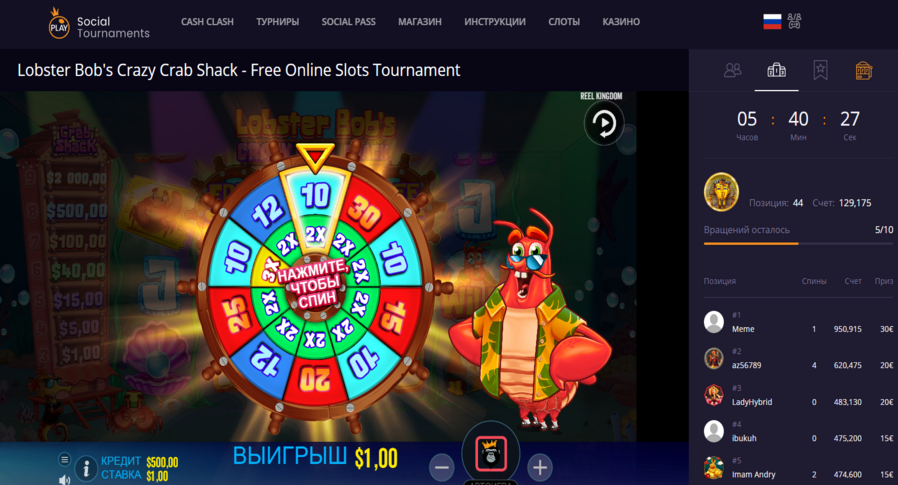 PLAY
Social
Tournaments
CASH CLASH ТУРНИРЫ SOCIAL PASS МАГАЗИН ИНСТРУКЦИИ СЛОТЫ КАЗИНО
Lobster Bob's Crazy Crab Shack - Free Online Slots Tournament
REEL KINGDOM
Lobster Bob's
Crab
Shack
$2 000,00
$500,00
$100,00
$40,00
$15,00
$5,00
$1,00
10
30
10
15
10
20
12
25
10
12
2X
2X
2X
2X
2X
2X
2X
2X
3X
2X
НАЖМИТЕ,
ЧТОБЫ
СПИН
КРЕДИТ $500,00
СТАВКА $1,00
ВЫИГРЫШ $1,00
05 : 40 : 27
Часов Мин Сек
Позиция: 44 Счет: 129,175
Вращений осталось 5/10
Позиция Спины Счет Приз
#1
Meme 1 950,915 30€
#2
az56789 4 620,475 20€
#3
LadyHybrid 0 483,130 20€
#4
ibukuh 0 475,200 15€
#5
Imam Andry 2 474,600 15€